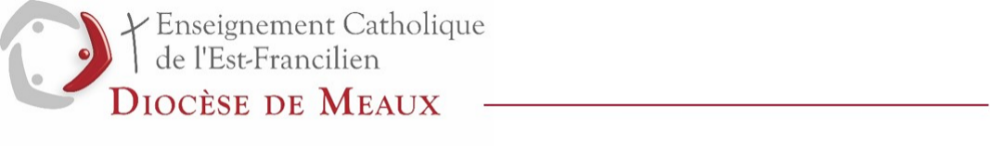 Enseignement Catholique
de l'Est-Francilien
DIOCÈSE DE MEAUX